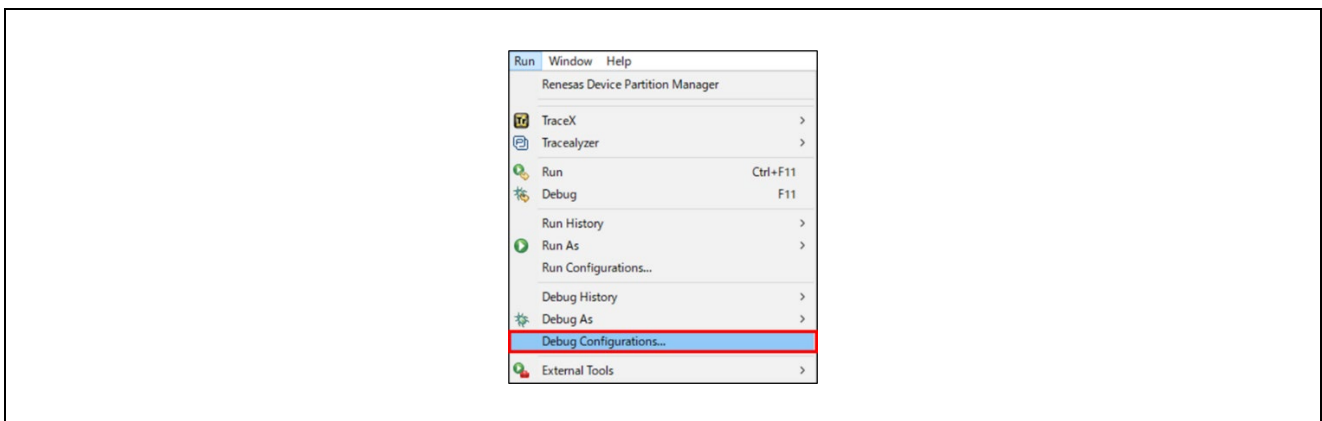 Run Window Help
Renesas Device Partition Manager
TraceX >
Tracealyzer >
Run Ctrl+F11
Debug F11
Run History >
Run As >
Run Configurations...
Debug History >
Debug As >
Debug Configurations...
External Tools >